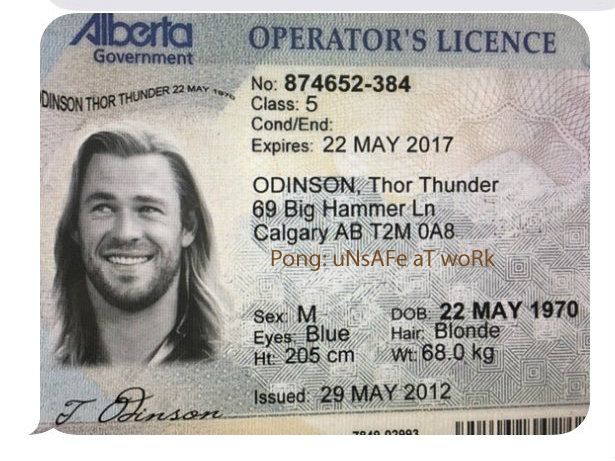 Alberta
Government
OPERATOR'S LICENCE
No: 874652-384
Class: 5
Cond/End:
Expires: 22 MAY 2017
ODINSON THOR THUNDER 22 MAY 1970
ODINSON, Thor Thunder
69 Big Hammer Ln
Calgary AB T2M 0A8
Pong: uNsAFe aT woRk
Sex: M
DOB: 22 MAY 1970
Eyes: Blue
Hair: Blonde
Ht: 205 cm
Wt: 68.0 kg
Issued: 29 MAY 2012
T Odinson
7849-02993